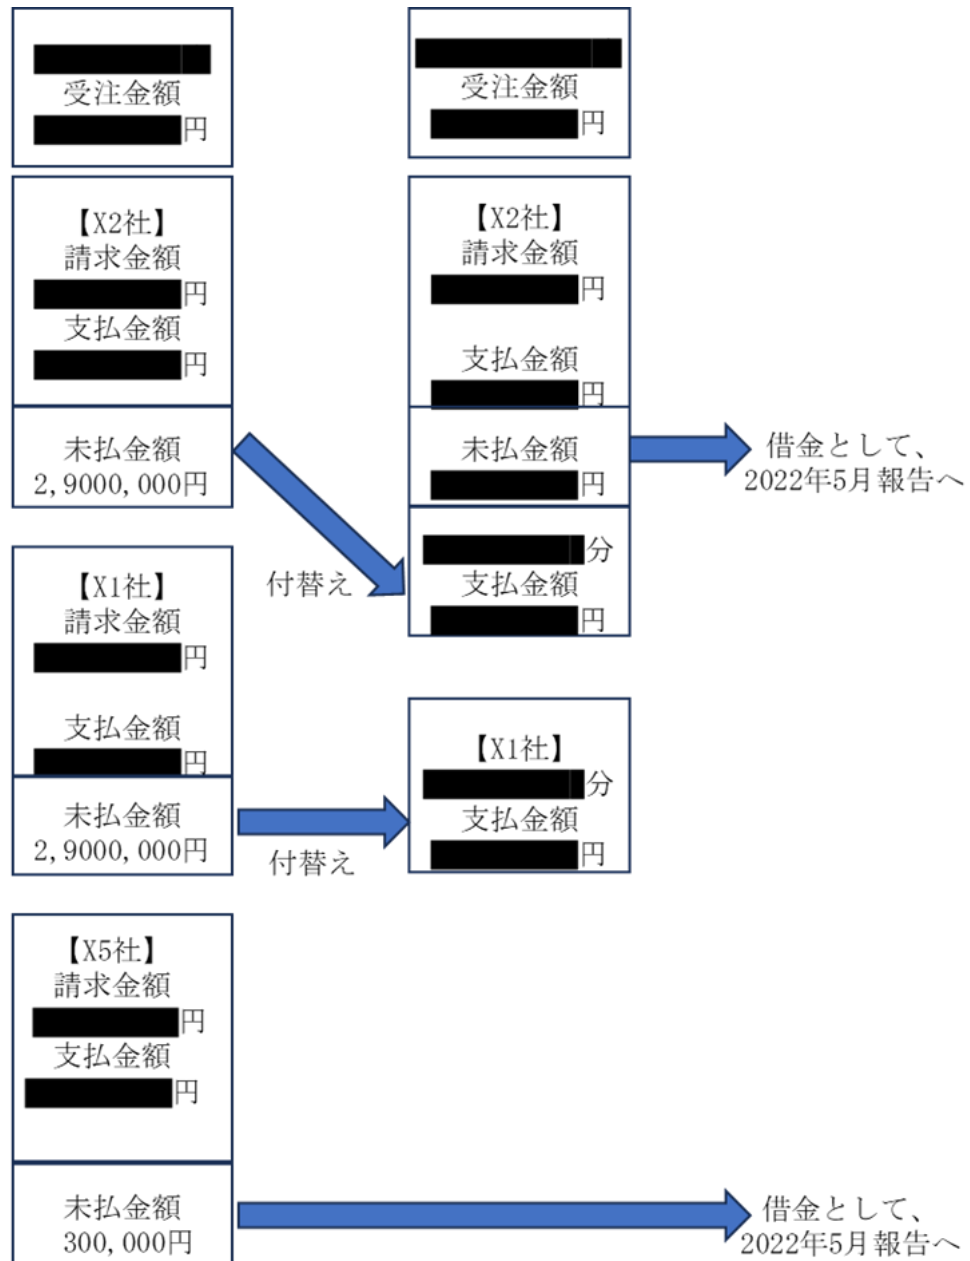 受注金額
円
【X2社】
請求金額
円
支払金額
円
未払金額
2,9000,000円
【X1社】
請求金額
円
支払金額
円
未払金額
2,9000,000円
【X5社】
請求金額
円
支払金額
円
未払金額
300,000円
付替え
付替え
受注金額
円
【X2社】
請求金額
円
支払金額
円
未払金額
円
分
支払金額
円
【X1社】
分
支払金額
円
借金として、
2022年5月報告へ
借金として、
2022年5月報告へ